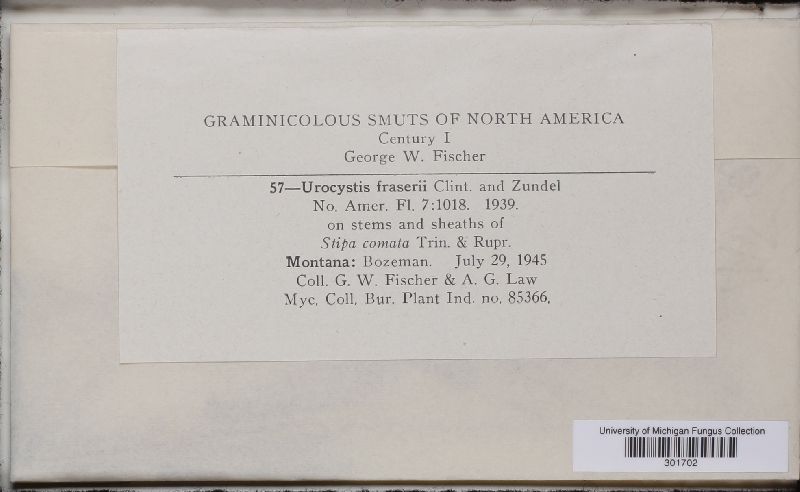 GRAMINICOLOUS SMUTS OF NORTH AMERICA
Century I
George W. Fischer
57—Urocystis fraserii Clint. and Zundel
No. Amer. Fl. 7:1018. 1939.
on stems and sheaths of
Stipa comata Trin. & Rupr.
Montana: Bozeman. July 29, 1945
Coll. G. W. Fischer & A. G. Law
Myc. Coll. Bur. Plant Ind. no. 85366.
University of Michigan Fungus Collection
301702